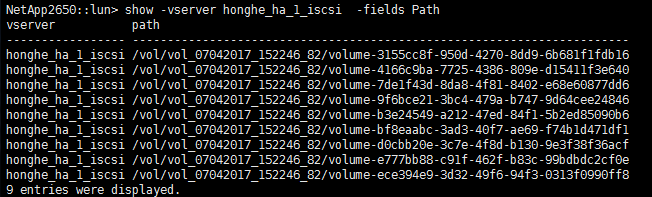 NetApp2650::lun> show -vserver honghe_ha_1_iscsi  -fields Path
vserver           path
----------------- ----------------------------------------------------------------------
honghe_ha_1_iscsi /vol/vol_07042017_152246_82/volume-3155cc8f-950d-4270-8dd9-6b681f1fdb16
honghe_ha_1_iscsi /vol/vol_07042017_152246_82/volume-4166c9ba-7725-4386-809e-d15411f3e640
honghe_ha_1_iscsi /vol/vol_07042017_152246_82/volume-7de1f43d-8da8-4f81-8402-e68e60877dd6
honghe_ha_1_iscsi /vol/vol_07042017_152246_82/volume-9f6bce21-3bc4-479a-b747-9d64cee24846
honghe_ha_1_iscsi /vol/vol_07042017_152246_82/volume-b3e24549-a212-47ed-84f1-5b2ed85090b6
honghe_ha_1_iscsi /vol/vol_07042017_152246_82/volume-bf8eaabc-3ad3-40f7-ae69-f74b1d471df1
honghe_ha_1_iscsi /vol/vol_07042017_152246_82/volume-d0cbb20e-3c7e-4f8d-b130-9e3f38f36acf
honghe_ha_1_iscsi /vol/vol_07042017_152246_82/volume-e777bb88-c91f-462f-b83c-99bdbdc2cf0e
honghe_ha_1_iscsi /vol/vol_07042017_152246_82/volume-ece394e9-3d32-49f6-94f3-0313f0990ff8
9 entries were displayed.